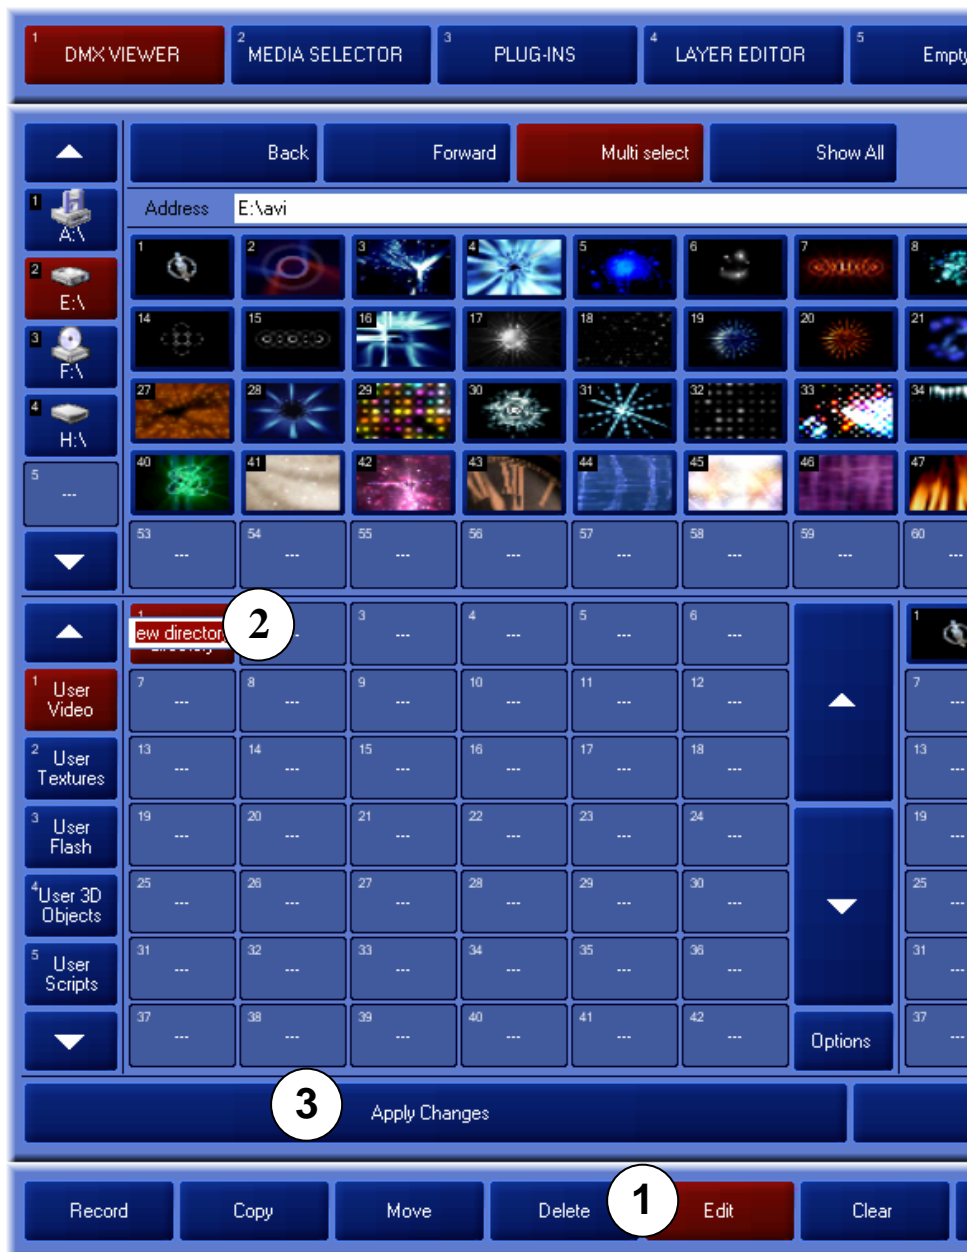 1 DMX VIEWER 2 MEDIA SELECTOR 3 PLUG-INS 4 LAYER EDITOR 5 Empty
Back Forward Multi select Show All
Address E:\avi
1 A:\
2 E:\
3 F:\
4 H:\
5 ---
1 2 3 4 5 6 7 8
14 15 16 17 18 19 20 21
27 28 29 30 31 32 33 34
40 41 42 43 44 45 46 47
53 --- 54 --- 55 --- 56 --- 57 --- 58 --- 59 --- 60 ---
1 ew directory directory 2 --- 3 --- 4 --- 5 --- 6 --- 1
1 User Video
7 --- 8 --- 9 --- 10 --- 11 --- 12 --- 7 ---
2 User Textures
13 --- 14 --- 15 --- 16 --- 17 --- 18 --- 13 ---
3 User Flash
19 --- 20 --- 21 --- 22 --- 23 --- 24 --- 19 ---
4 User 3D Objects
25 --- 26 --- 27 --- 28 --- 29 --- 30 --- 25 ---
5 User Scripts
31 --- 32 --- 33 --- 34 --- 35 --- 36 --- 31 ---
37 --- 38 --- 39 --- 40 --- 41 --- 42 --- Options 37 ---
3 Apply Changes
Record Copy Move Delete 1 Edit Clear